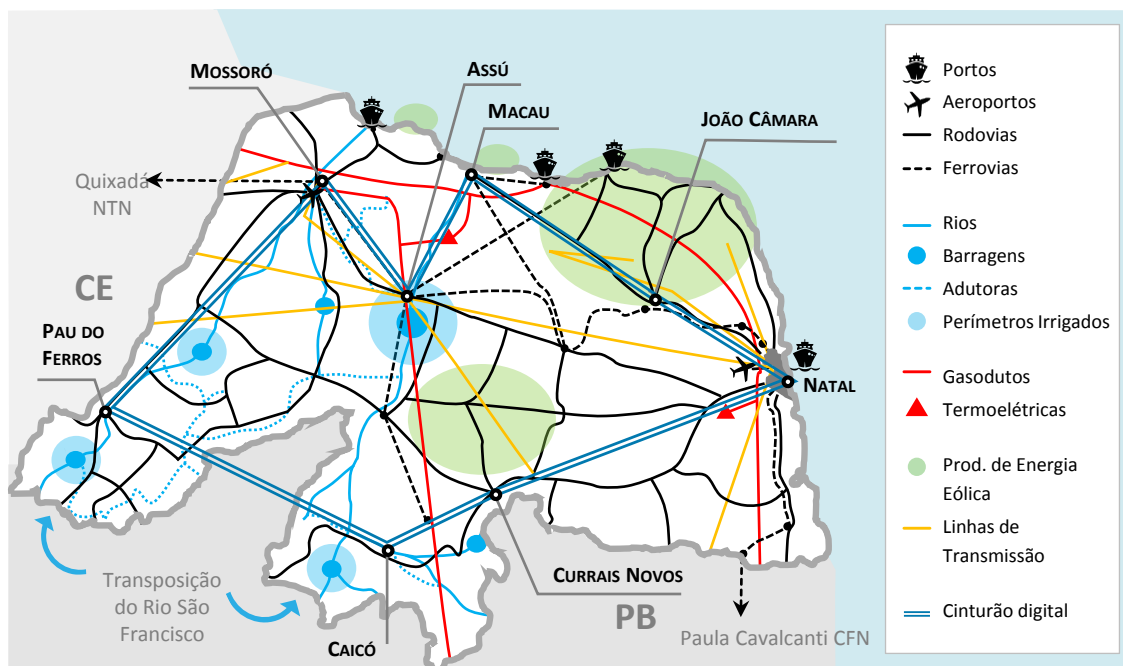 MOSSORÓ
ASSÚ
MACAU
JOÃO CÂMARA
Quixadá
NTN
CE
PAU DO
FERROS
NATAL
Transposição
do Rio São
Francisco
CURRAIS NOVOS
PB
CAICÓ
Paula Cavalcanti CFN
Portos
Aeroportos
Rodovias
Ferrovias
Rios
Barragens
Adutoras
Perímetros Irrigados
Gasodutos
Termoelétricas
Prod. de Energia
Eólica
Linhas de
Transmissão
Cinturão digital